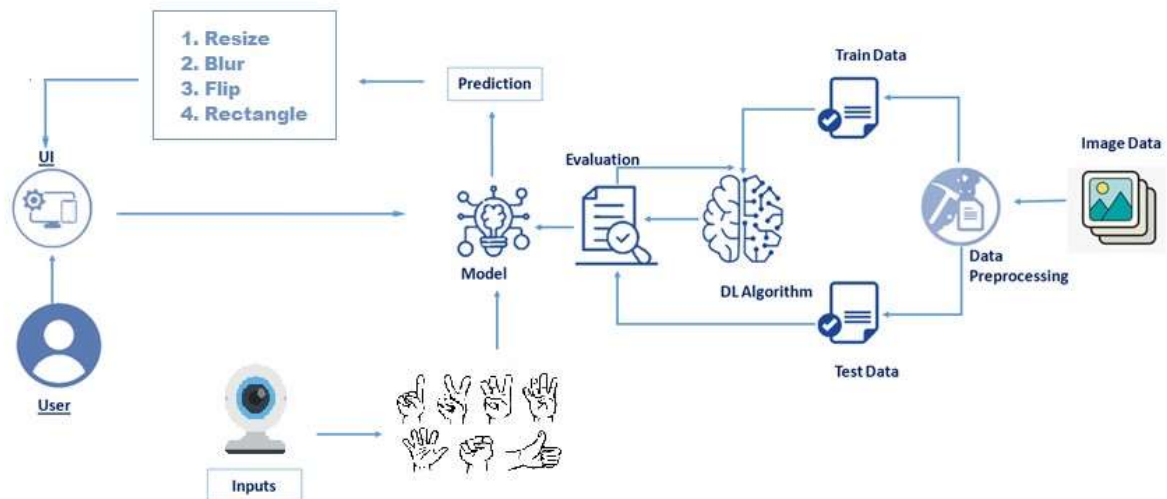 1. Resize
2. Blur
3. Flip
4. Rectangle
Train Data
Prediction
UI
Evaluation
Image Data
Model
DL Algorithm
Data
Preprocessing
Test Data
User
Inputs